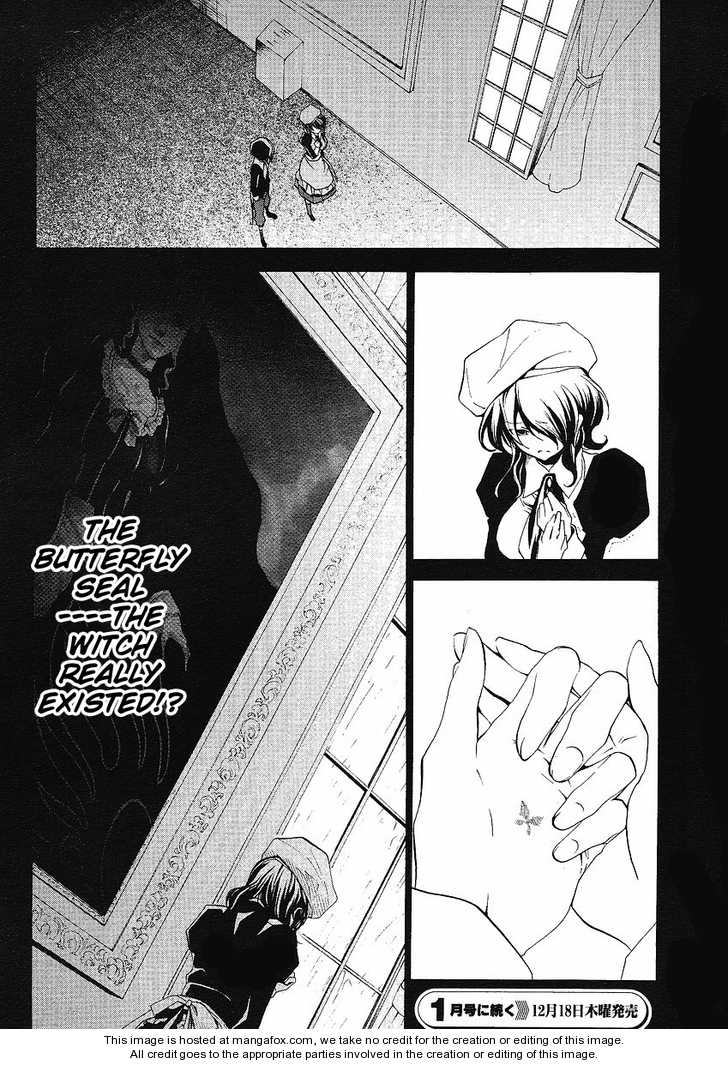 THE
BUTTERFLY
SEAL
----THE
WITCH
REALLY
EXISTED!?
1月号に続く 12月18日木曜発売
This image is hosted at mangafox.com, we take no credit for the creation or editing of this image.
All credit goes to the appropriate parties involved in the creation or editing of this image.